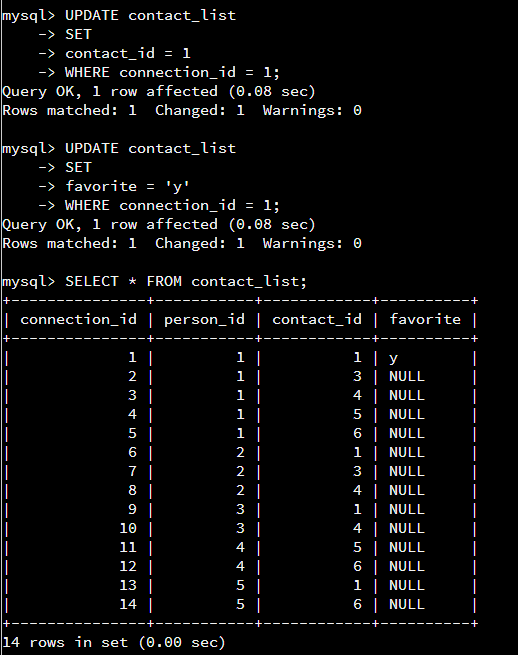 mysql> UPDATE contact_list
    -> SET
    -> contact_id = 1
    -> WHERE connection_id = 1;
Query OK, 1 row affected (0.08 sec)
Rows matched: 1  Changed: 1  Warnings: 0

mysql> UPDATE contact_list
    -> SET
    -> favorite = 'y'
    -> WHERE connection_id = 1;
Query OK, 1 row affected (0.08 sec)
Rows matched: 1  Changed: 1  Warnings: 0

mysql> SELECT * FROM contact_list;
+---------------+-----------+------------+----------+
| connection_id | person_id | contact_id | favorite |
+---------------+-----------+------------+----------+
|             1 |         1 |          1 | y        |
|             2 |         1 |          3 | NULL     |
|             3 |         1 |          4 | NULL     |
|             4 |         1 |          5 | NULL     |
|             5 |         1 |          6 | NULL     |
|             6 |         2 |          1 | NULL     |
|             7 |         2 |          3 | NULL     |
|             8 |         2 |          4 | NULL     |
|             9 |         3 |          1 | NULL     |
|            10 |         3 |          4 | NULL     |
|            11 |         4 |          5 | NULL     |
|            12 |         4 |          6 | NULL     |
|            13 |         5 |          1 | NULL     |
|            14 |         5 |          6 | NULL     |
+---------------+-----------+------------+----------+
14 rows in set (0.00 sec)